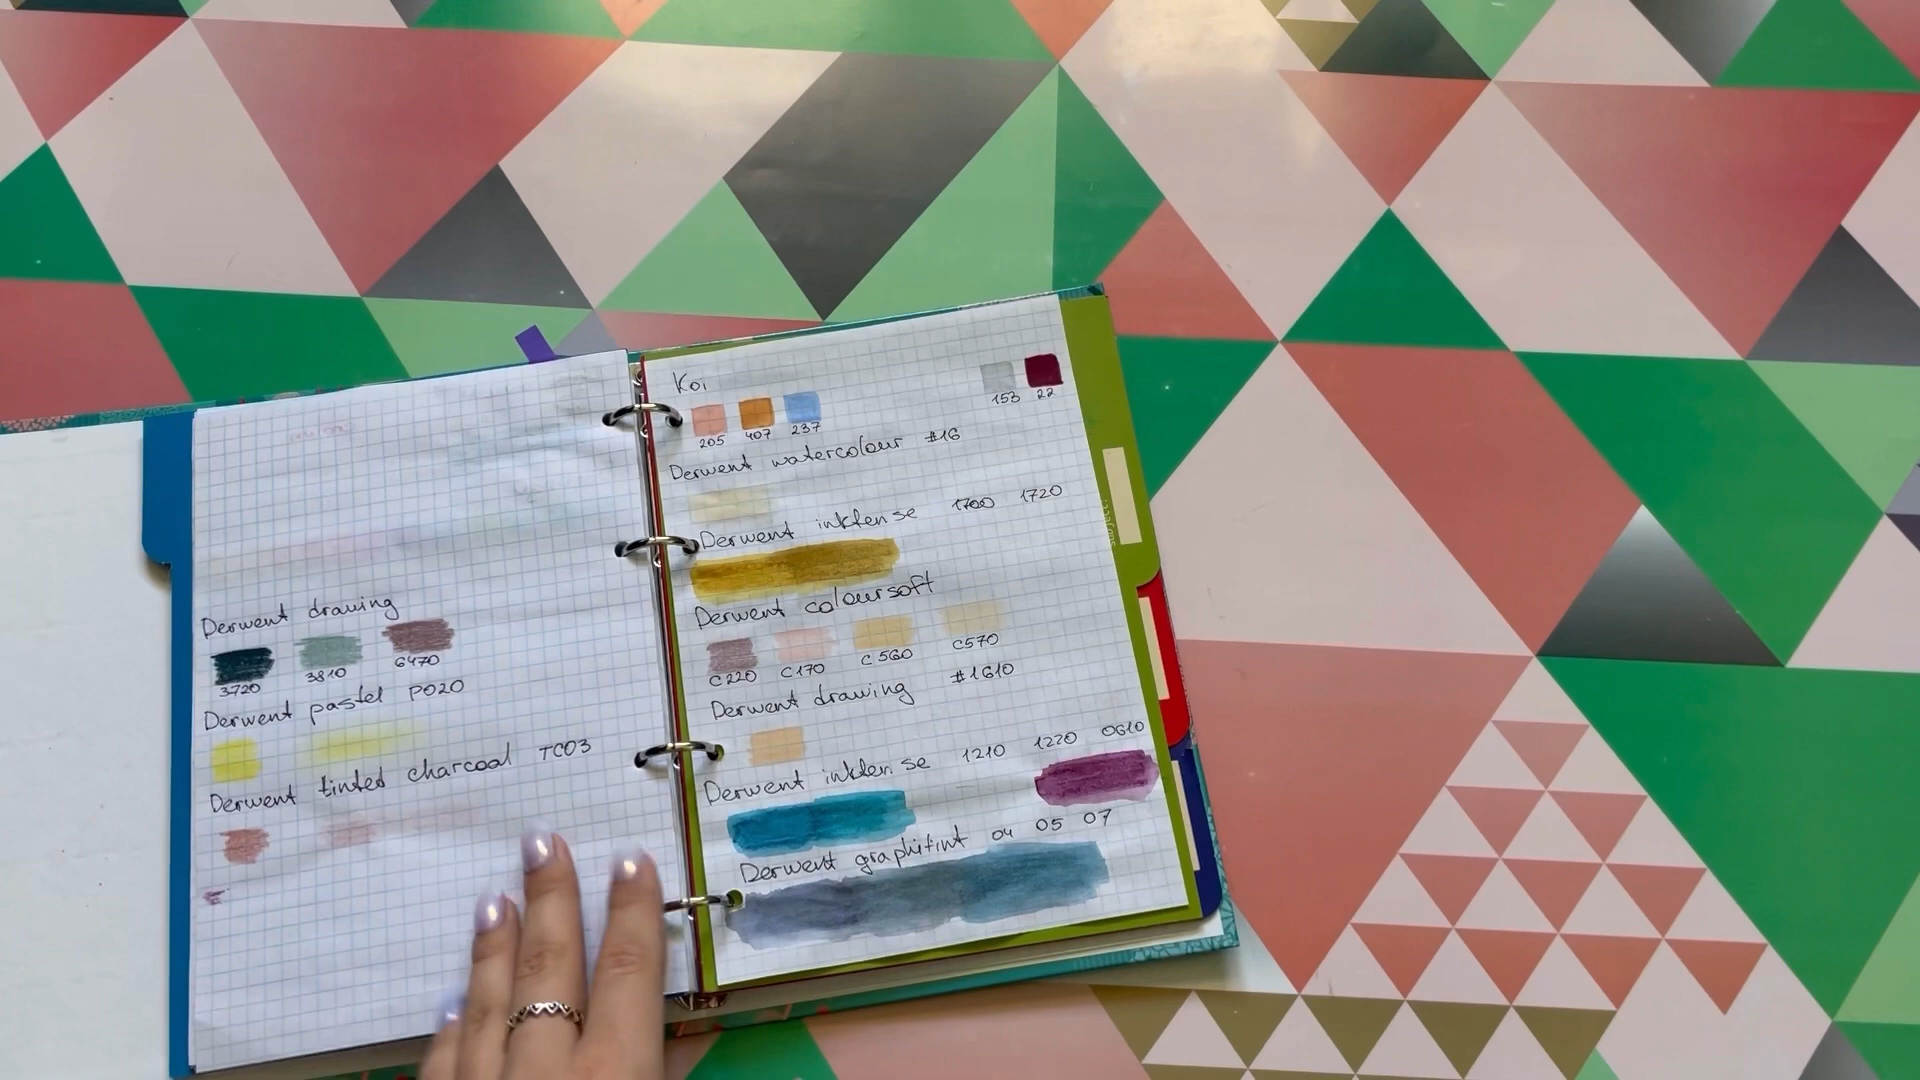 Derwent drawing
3720 3810 6470
Derwent pastel P020
Derwent tinted charcoal TC03
Koi
153 22
205 407 237
Derwent watercolour #16
Derwent inktense 1700 1720
Derwent coloursoft
C220 C170 C560 C570
Derwent drawing #1610
Derwent inktense 1210 1220 0610
Derwent graphitint 04 05 07